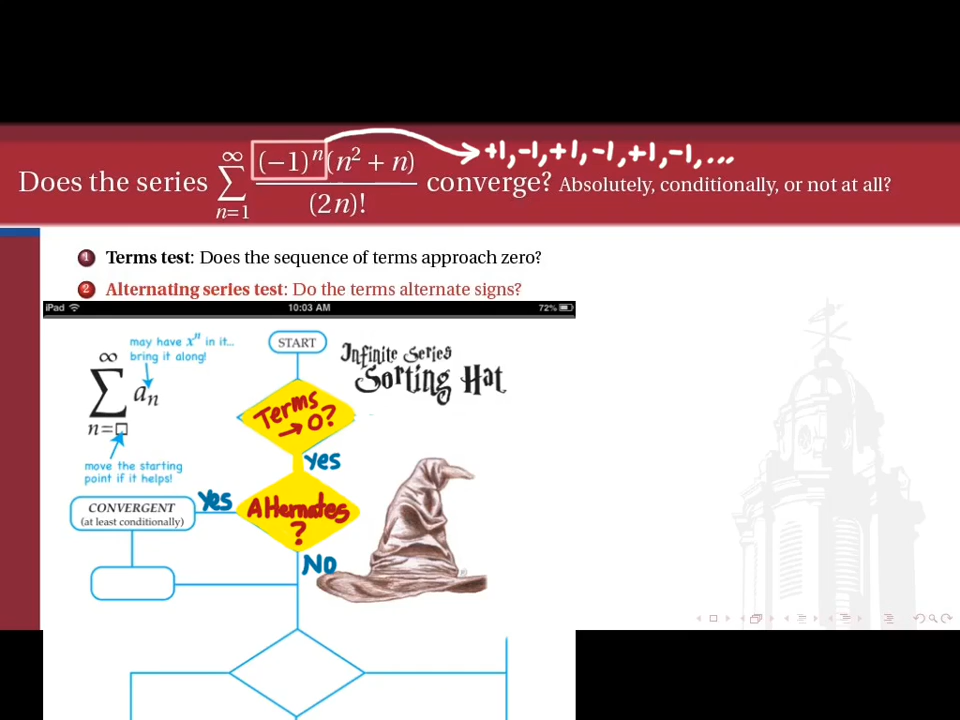 +1,-1,+1,-1,+1,-1,...
Does the series ∞ ∑ n=1 (−1)^n (n² + n) / (2n)! converge? Absolutely, conditionally, or not at all?
1 Terms test: Does the sequence of terms approach zero?
2 Alternating series test: Do the terms alternate signs?
iPad 10:03 AM 72%
may have x^n in it...
bring it along!
START
Infinite Series
Sorting Hat
∞ ∑ n=□ a_n
Terms
→0?
yes
move the starting
point if it helps!
CONVERGENT
(at least conditionally)
Yes
Alternates
?
NO